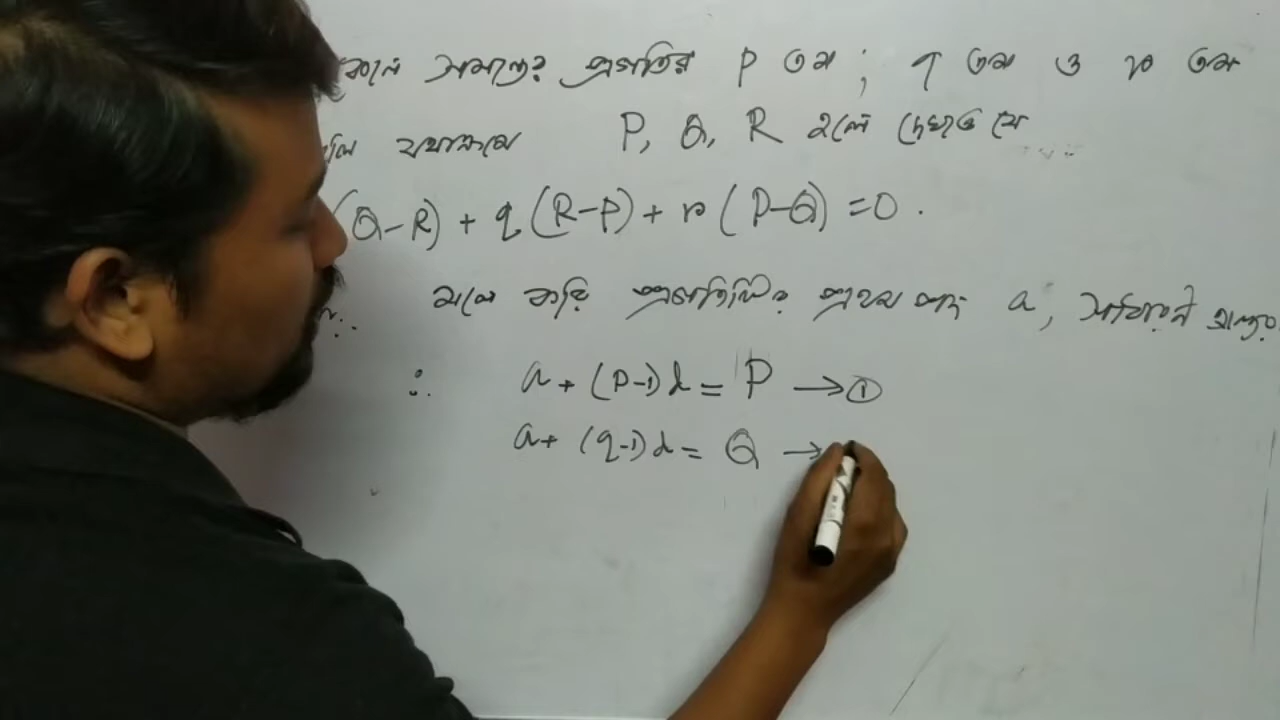 সমান্তর প্রগতির p তম ; q তম ও r তম
যথাক্রমে P, Q, R হলে দেখাও যে
(Q-R) + q (R-P) + r (P-Q) = 0 .
মনে করি প্রগতিটির প্রথম পদ a, সাধারণ অন্তর
∴ a + (p-1)d = P → ①
a + (q-1)d = Q →